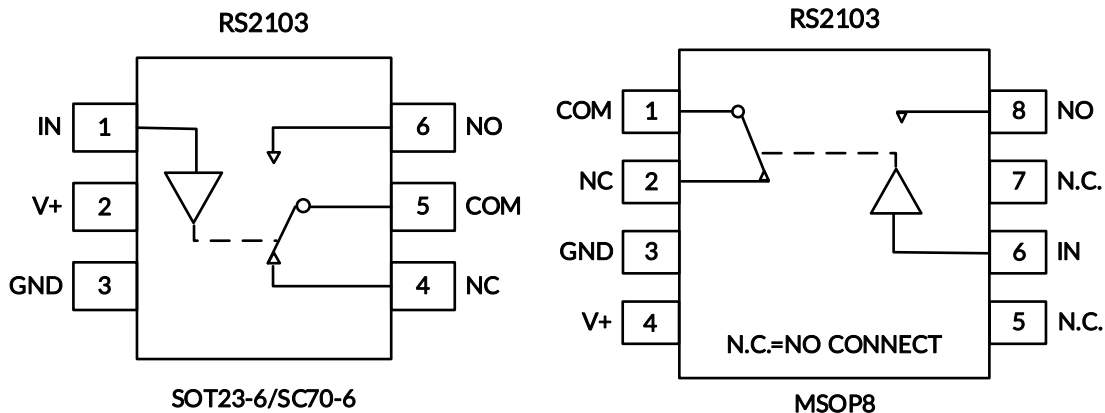 RS2103
IN 1 6 NO
V+ 2 5 COM
GND 3 4 NC
SOT23-6/SC70-6
RS2103
COM 1 8 NO
NC 2 7 N.C.
GND 3 6 IN
V+ 4 5 N.C.
N.C.=NO CONNECT
MSOP8